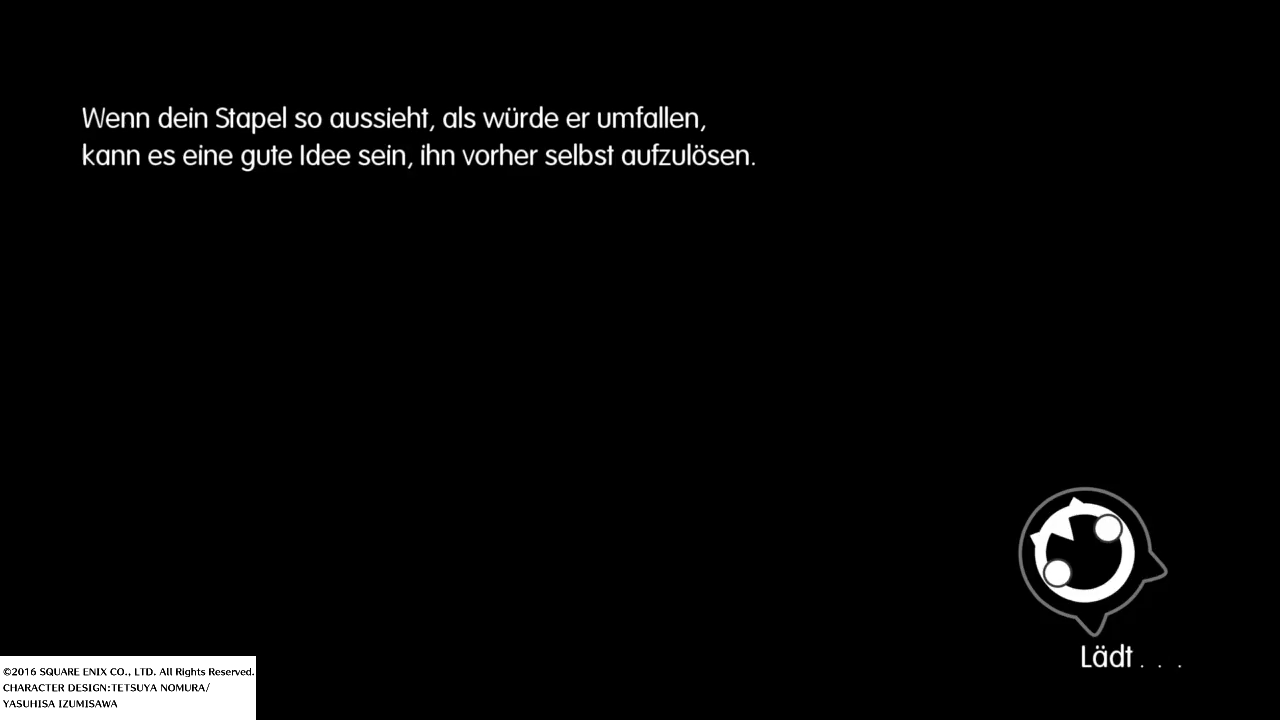 Wenn dein Stapel so aussieht, als würde er umfallen,
kann es eine gute Idee sein, ihn vorher selbst aufzulösen.
Lädt . . .
©2016 SQUARE ENIX CO., LTD. All Rights Reserved.
CHARACTER DESIGN:TETSUYA NOMURA/
YASUHISA IZUMISAWA